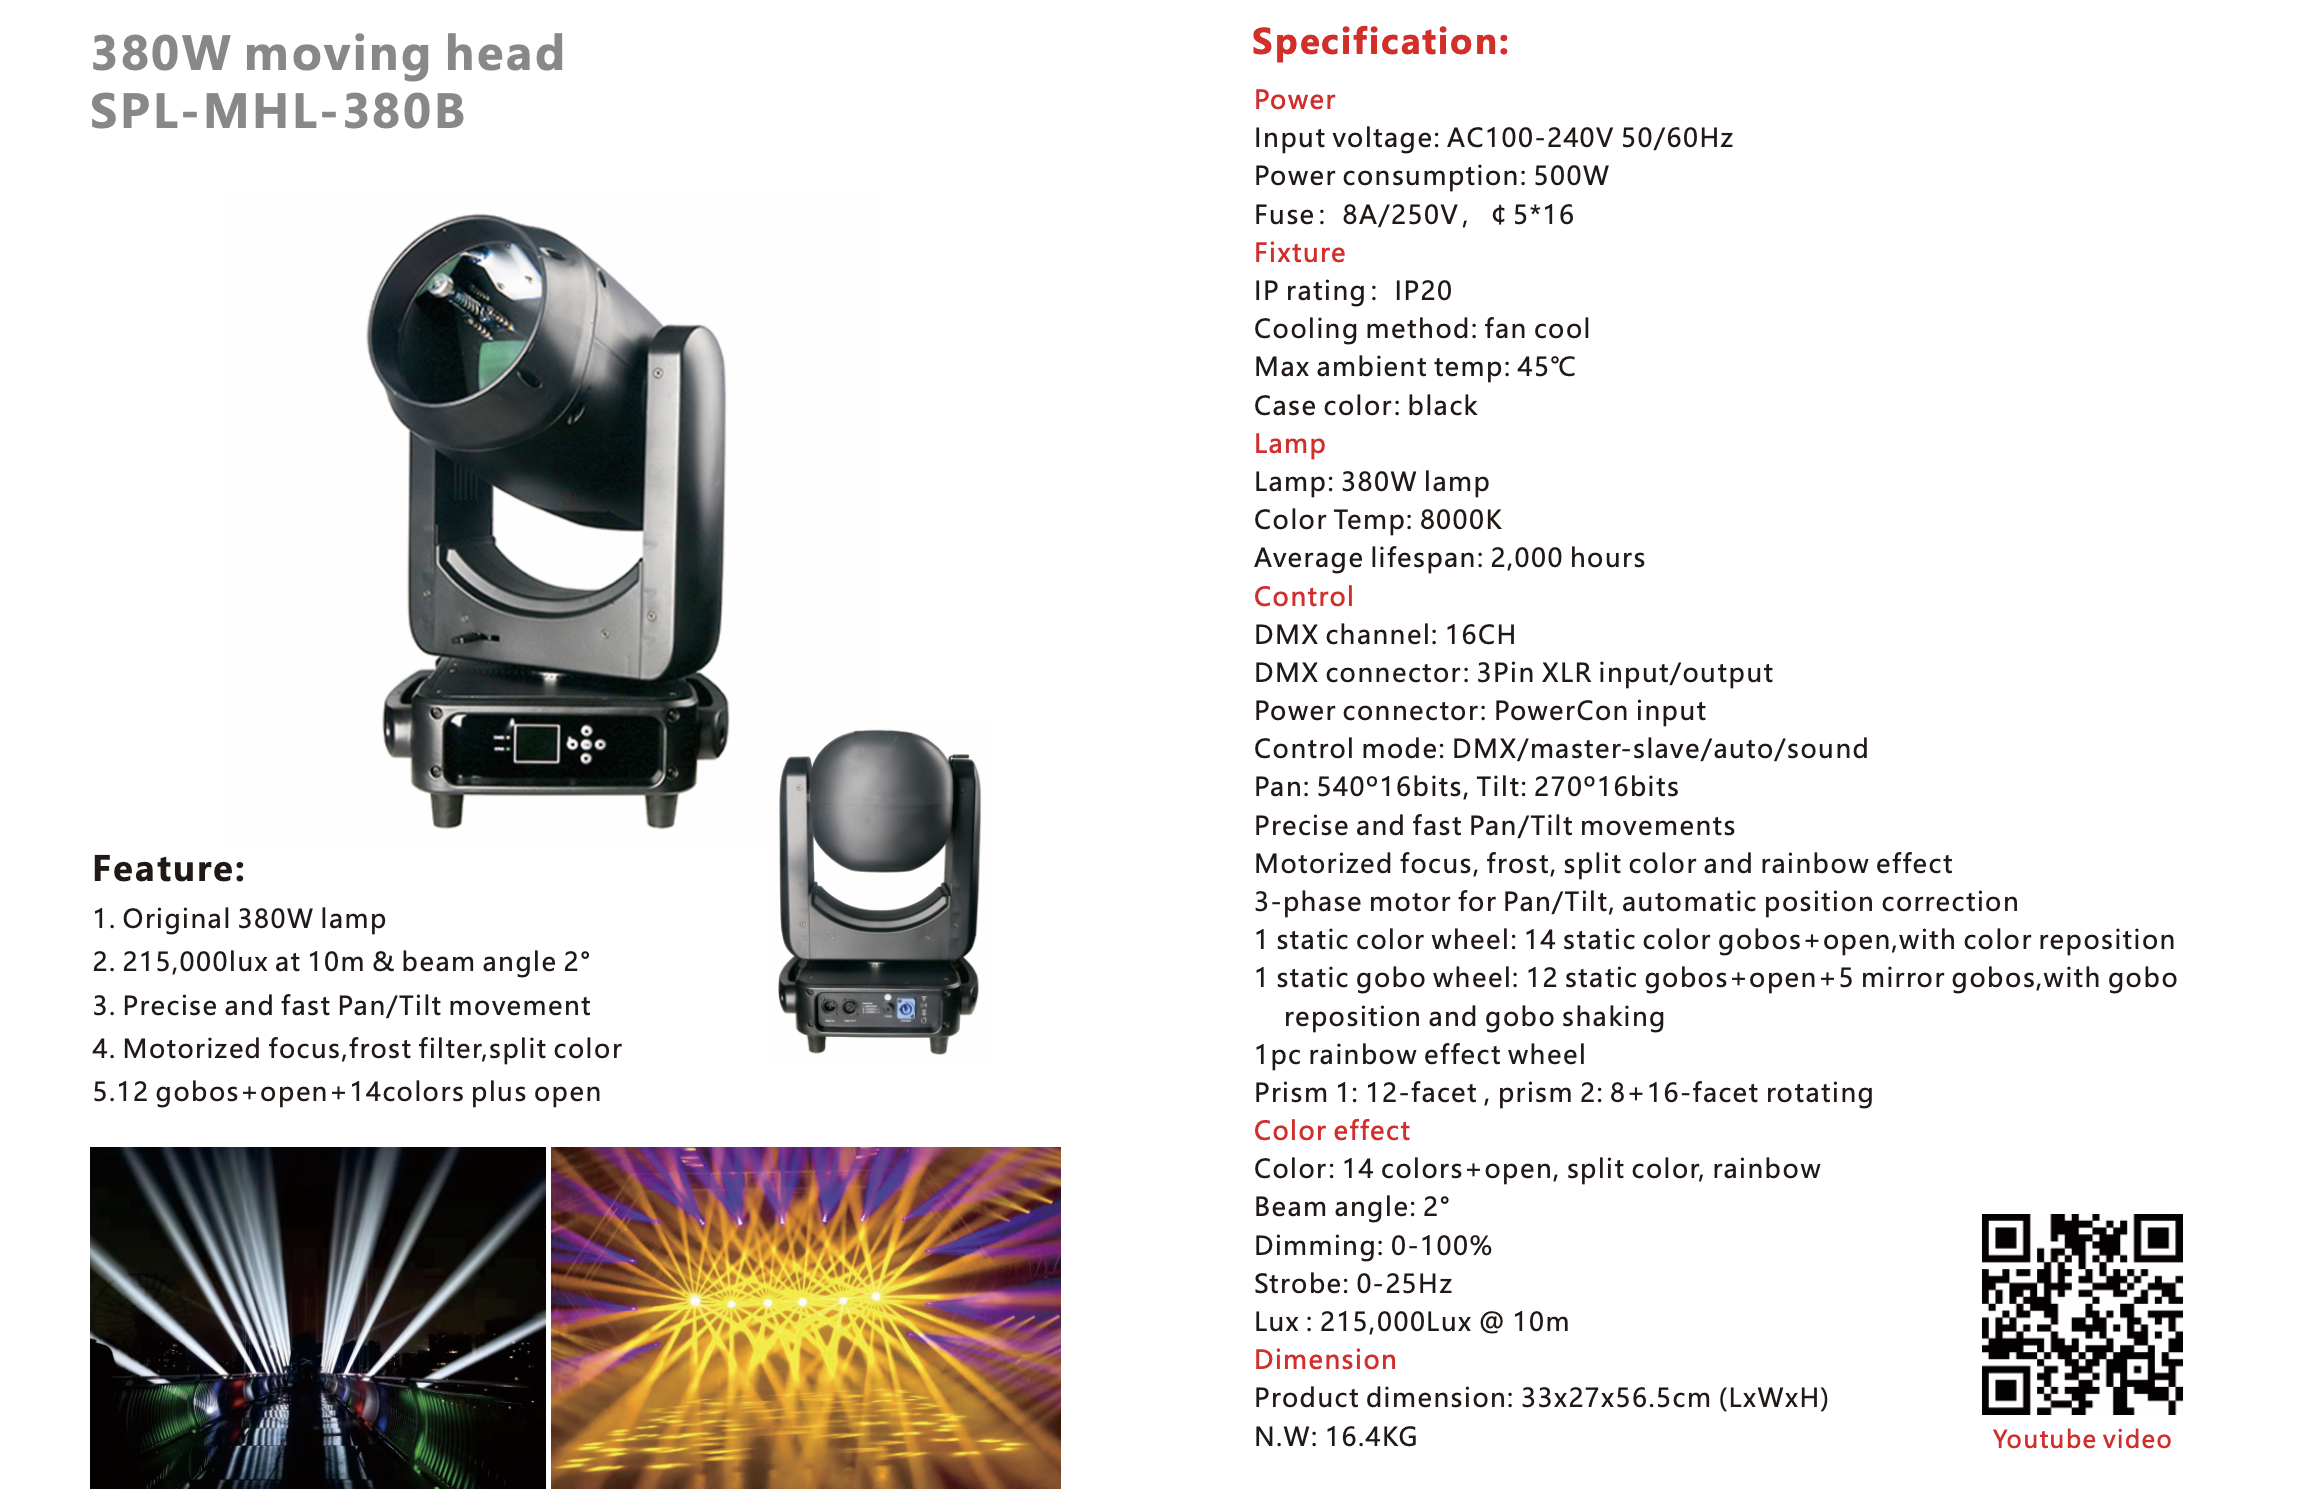 380W moving head
SPL-MHL-380B
Feature:
1. Original 380W lamp
2. 215,000lux at 10m & beam angle 2°
3. Precise and fast Pan/Tilt movement
4. Motorized focus,frost filter,split color
5.12 gobos+open+14colors plus open
Specification:
Power
Input voltage: AC100-240V 50/60Hz
Power consumption: 500W
Fuse：8A/250V，￠5*16
Fixture
IP rating：IP20
Cooling method: fan cool
Max ambient temp: 45℃
Case color: black
Lamp
Lamp: 380W lamp
Color Temp: 8000K
Average lifespan: 2,000 hours
Control
DMX channel: 16CH
DMX connector: 3Pin XLR input/output
Power connector: PowerCon input
Control mode: DMX/master-slave/auto/sound
Pan: 540º16bits, Tilt: 270º16bits
Precise and fast Pan/Tilt movements
Motorized focus, frost, split color and rainbow effect
3-phase motor for Pan/Tilt, automatic position correction
1 static color wheel: 14 static color gobos+open,with color reposition
1 static gobo wheel: 12 static gobos+open+5 mirror gobos,with gobo
reposition and gobo shaking
1pc rainbow effect wheel
Prism 1: 12-facet , prism 2: 8+16-facet rotating
Color effect
Color: 14 colors+open, split color, rainbow
Beam angle: 2°
Dimming: 0-100%
Strobe: 0-25Hz
Lux : 215,000Lux @ 10m
Dimension
Product dimension: 33x27x56.5cm (LxWxH)
N.W: 16.4KG
Youtube video